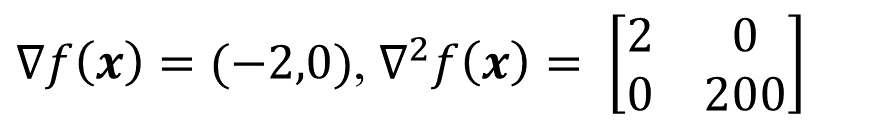 ∇f(x) = (−2,0), ∇²f(x) = [2 0
0 200]